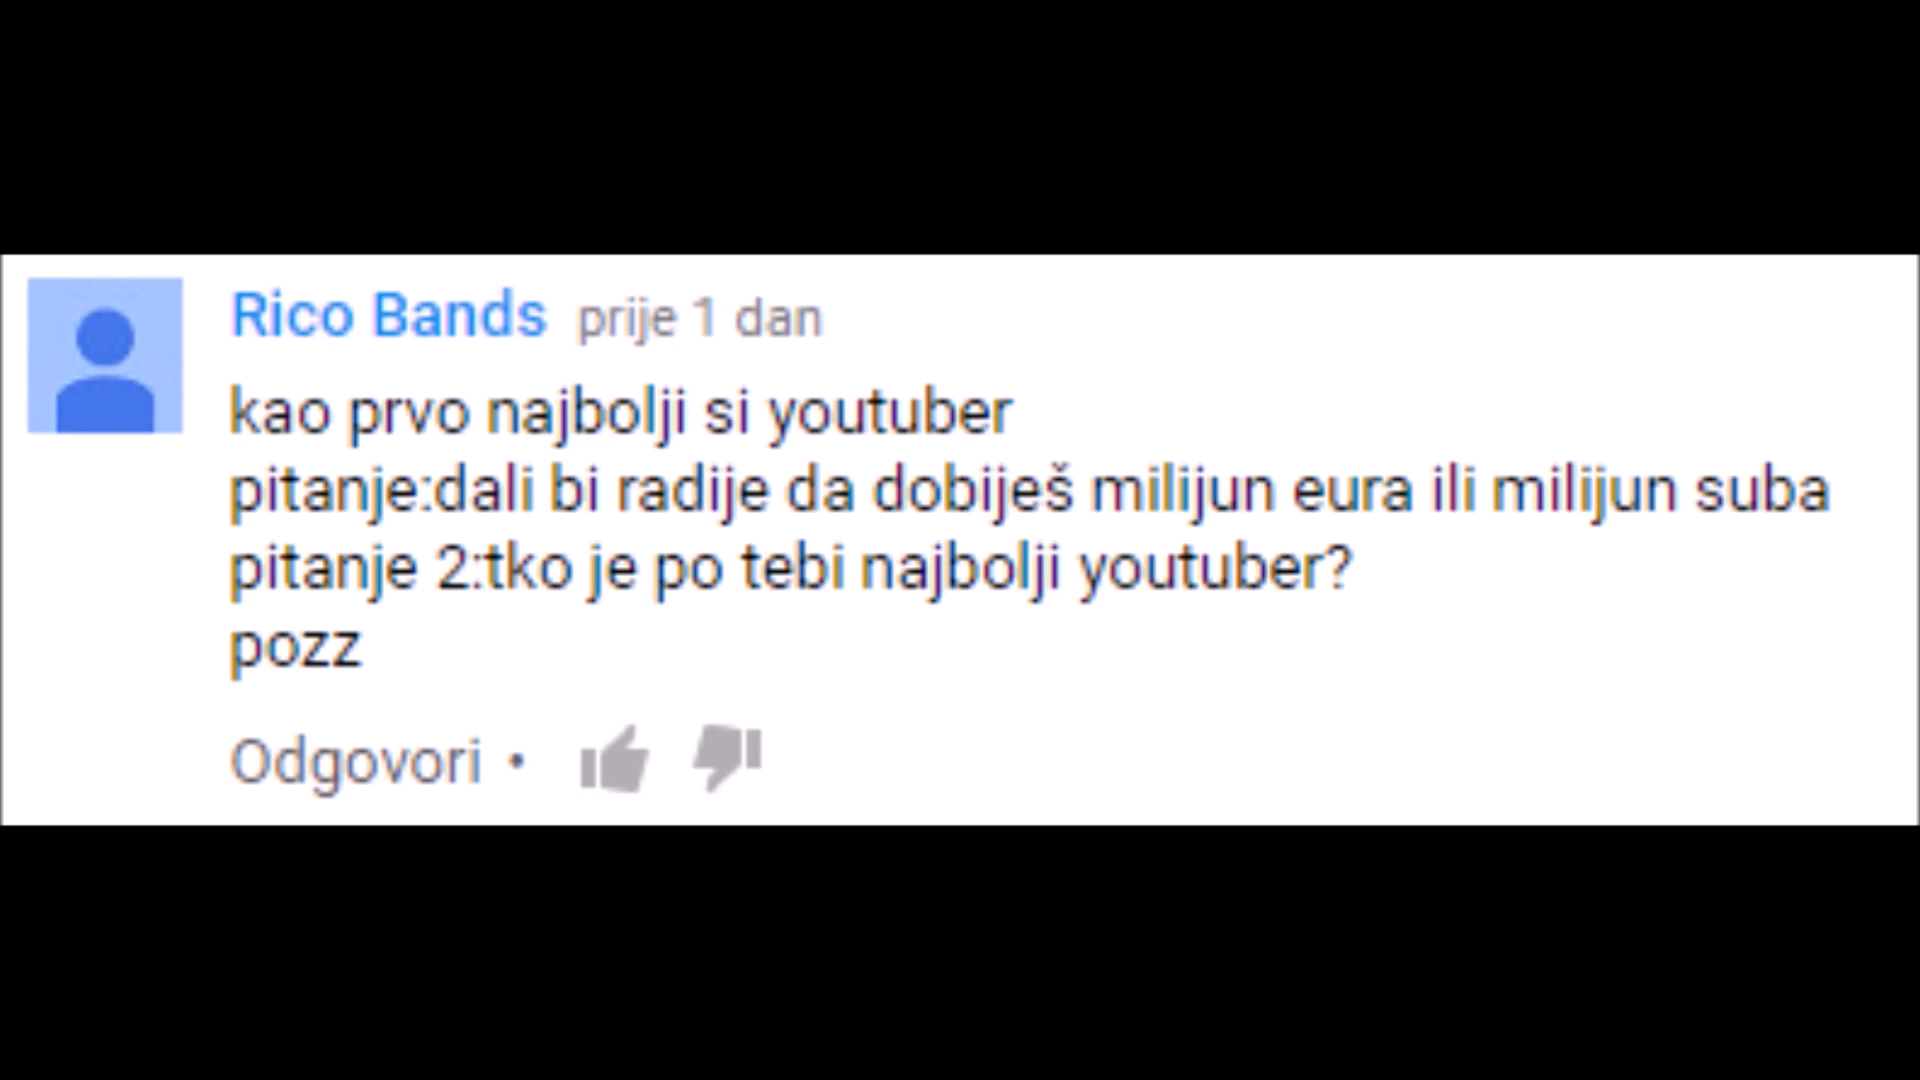 Rico Bands prije 1 dan
kao prvo najbolji si youtuber
pitanje:dali bi radije da dobiješ milijun eura ili milijun suba
pitanje 2:tko je po tebi najbolji youtuber?
pozz
Odgovori •